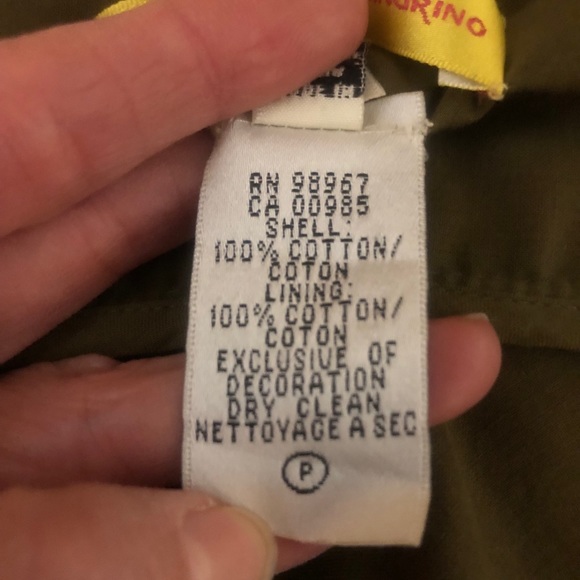 RN 98967
CA 00985
SHELL:
100% COTTON/
COTON
LINING:
100% COTTON/
COTON
EXCLUSIVE OF
DECORATION
DRY CLEAN
NETTOYAGE A SEC
P